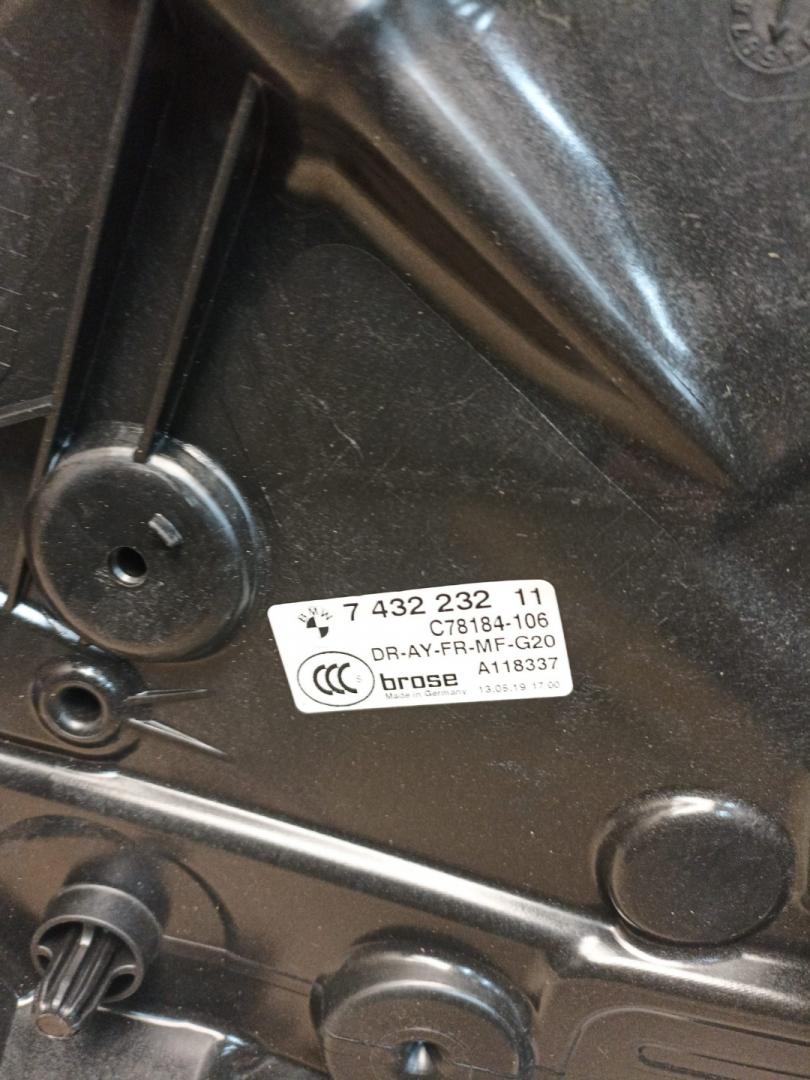 BMW 7 432 232 11
C78184-106
DR-AY-FR-MF-G20
A118337
CCC S
brose
Made in Germany 13.05.19 17:00